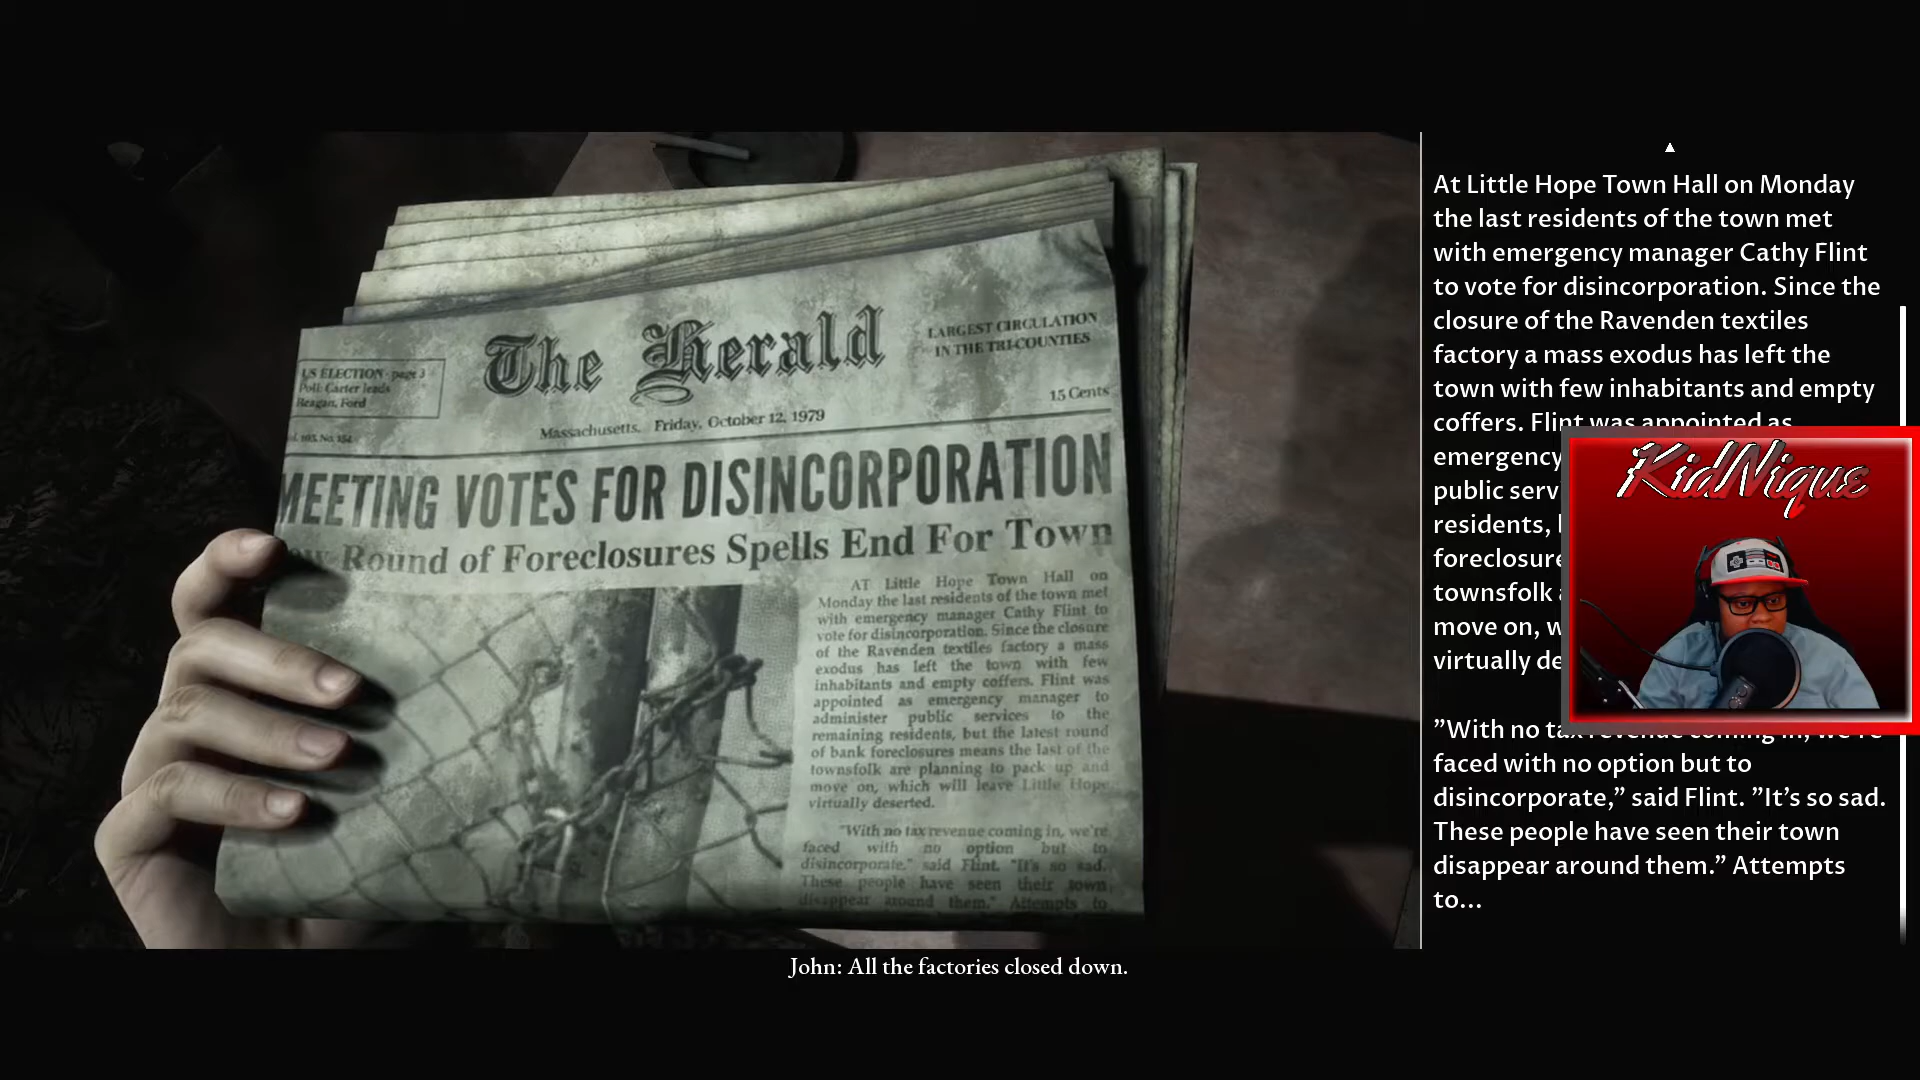 The Herald
LARGEST CIRCULATION
IN THE TRI-COUNTIES
US ELECTION - page 3
Poll: Carter leads
Reagan, Ford
15 Cents
Massachusetts, Friday, October 12, 1979
MEETING VOTES FOR DISINCORPORATION
Round of Foreclosures Spells End For Town
AT Little Hope Town Hall on
Monday the last residents of the town met
with emergency manager Cathy Flint to
vote for disincorporation. Since the closure
of the Ravenden textiles factory a mass
exodus has left the town with few
inhabitants and empty coffers. Flint was
appointed as emergency manager to
administer public services to the
remaining residents, but the latest round
of bank foreclosures means the last of the
townsfolk are planning to pack up and
move on, which will leave Little Hope
virtually deserted.
"With no tax revenue coming in, we're
faced with no option but to
disincorporate," said Flint. "It's so sad.
These people have seen their town
disappear around them." Attempts to
At Little Hope Town Hall on Monday
the last residents of the town met
with emergency manager Cathy Flint
to vote for disincorporation. Since the
closure of the Ravenden textiles
factory a mass exodus has left the
town with few inhabitants and empty
coffers. Flint was appointed as
emergency
public
residents,
townsfolk
move on,
virtually
"With no tax revenue coming in, we're
faced with no option but to
disincorporate," said Flint. "It's so sad.
These people have seen their town
disappear around them." Attempts
to...
KidNique
John: All the factories closed down.